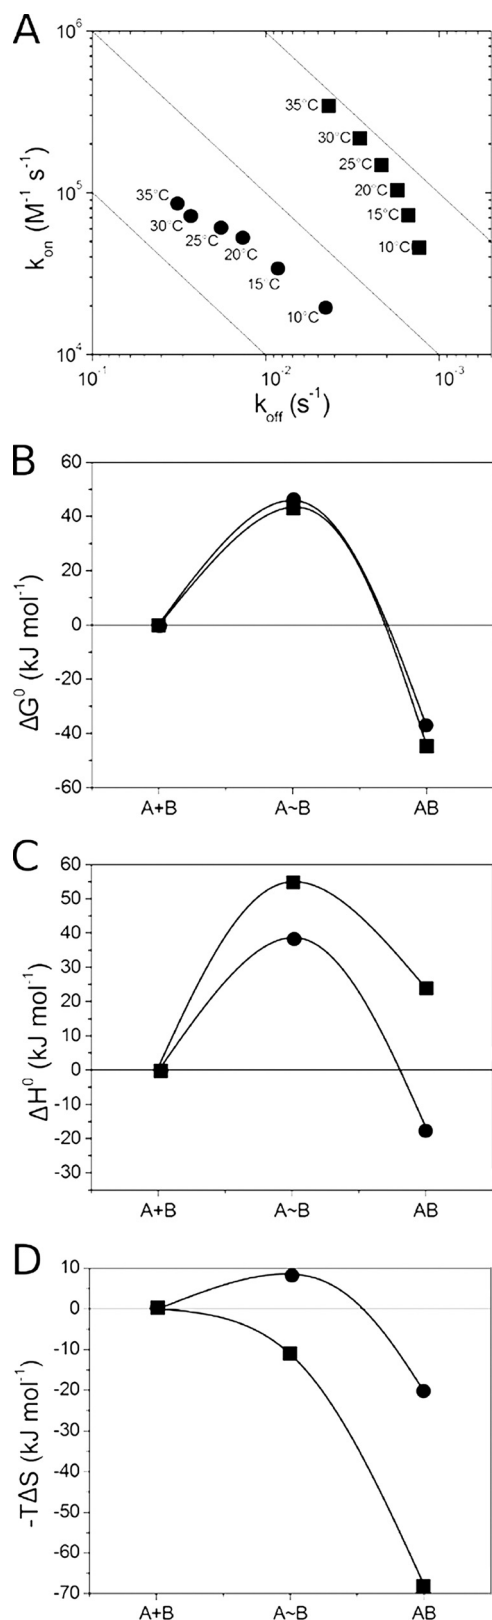 A
10^6
10^5
10^4
k_on (M^-1 s^-1)
35°C
30°C
25°C
20°C
15°C
10°C
35°C
30°C
25°C
20°C
15°C
10°C
10^-1
10^-2
10^-3
k_off (s^-1)
B
60
40
20
0
-20
-40
-60
ΔG^0 (kJ mol^-1)
A+B
A~B
AB
C
60
50
40
30
20
10
0
-10
-20
-30
ΔH^0 (kJ mol^-1)
A+B
A~B
AB
D
10
0
-10
-20
-30
-40
-50
-60
-70
-TΔS (kJ mol^-1)
A+B
A~B
AB